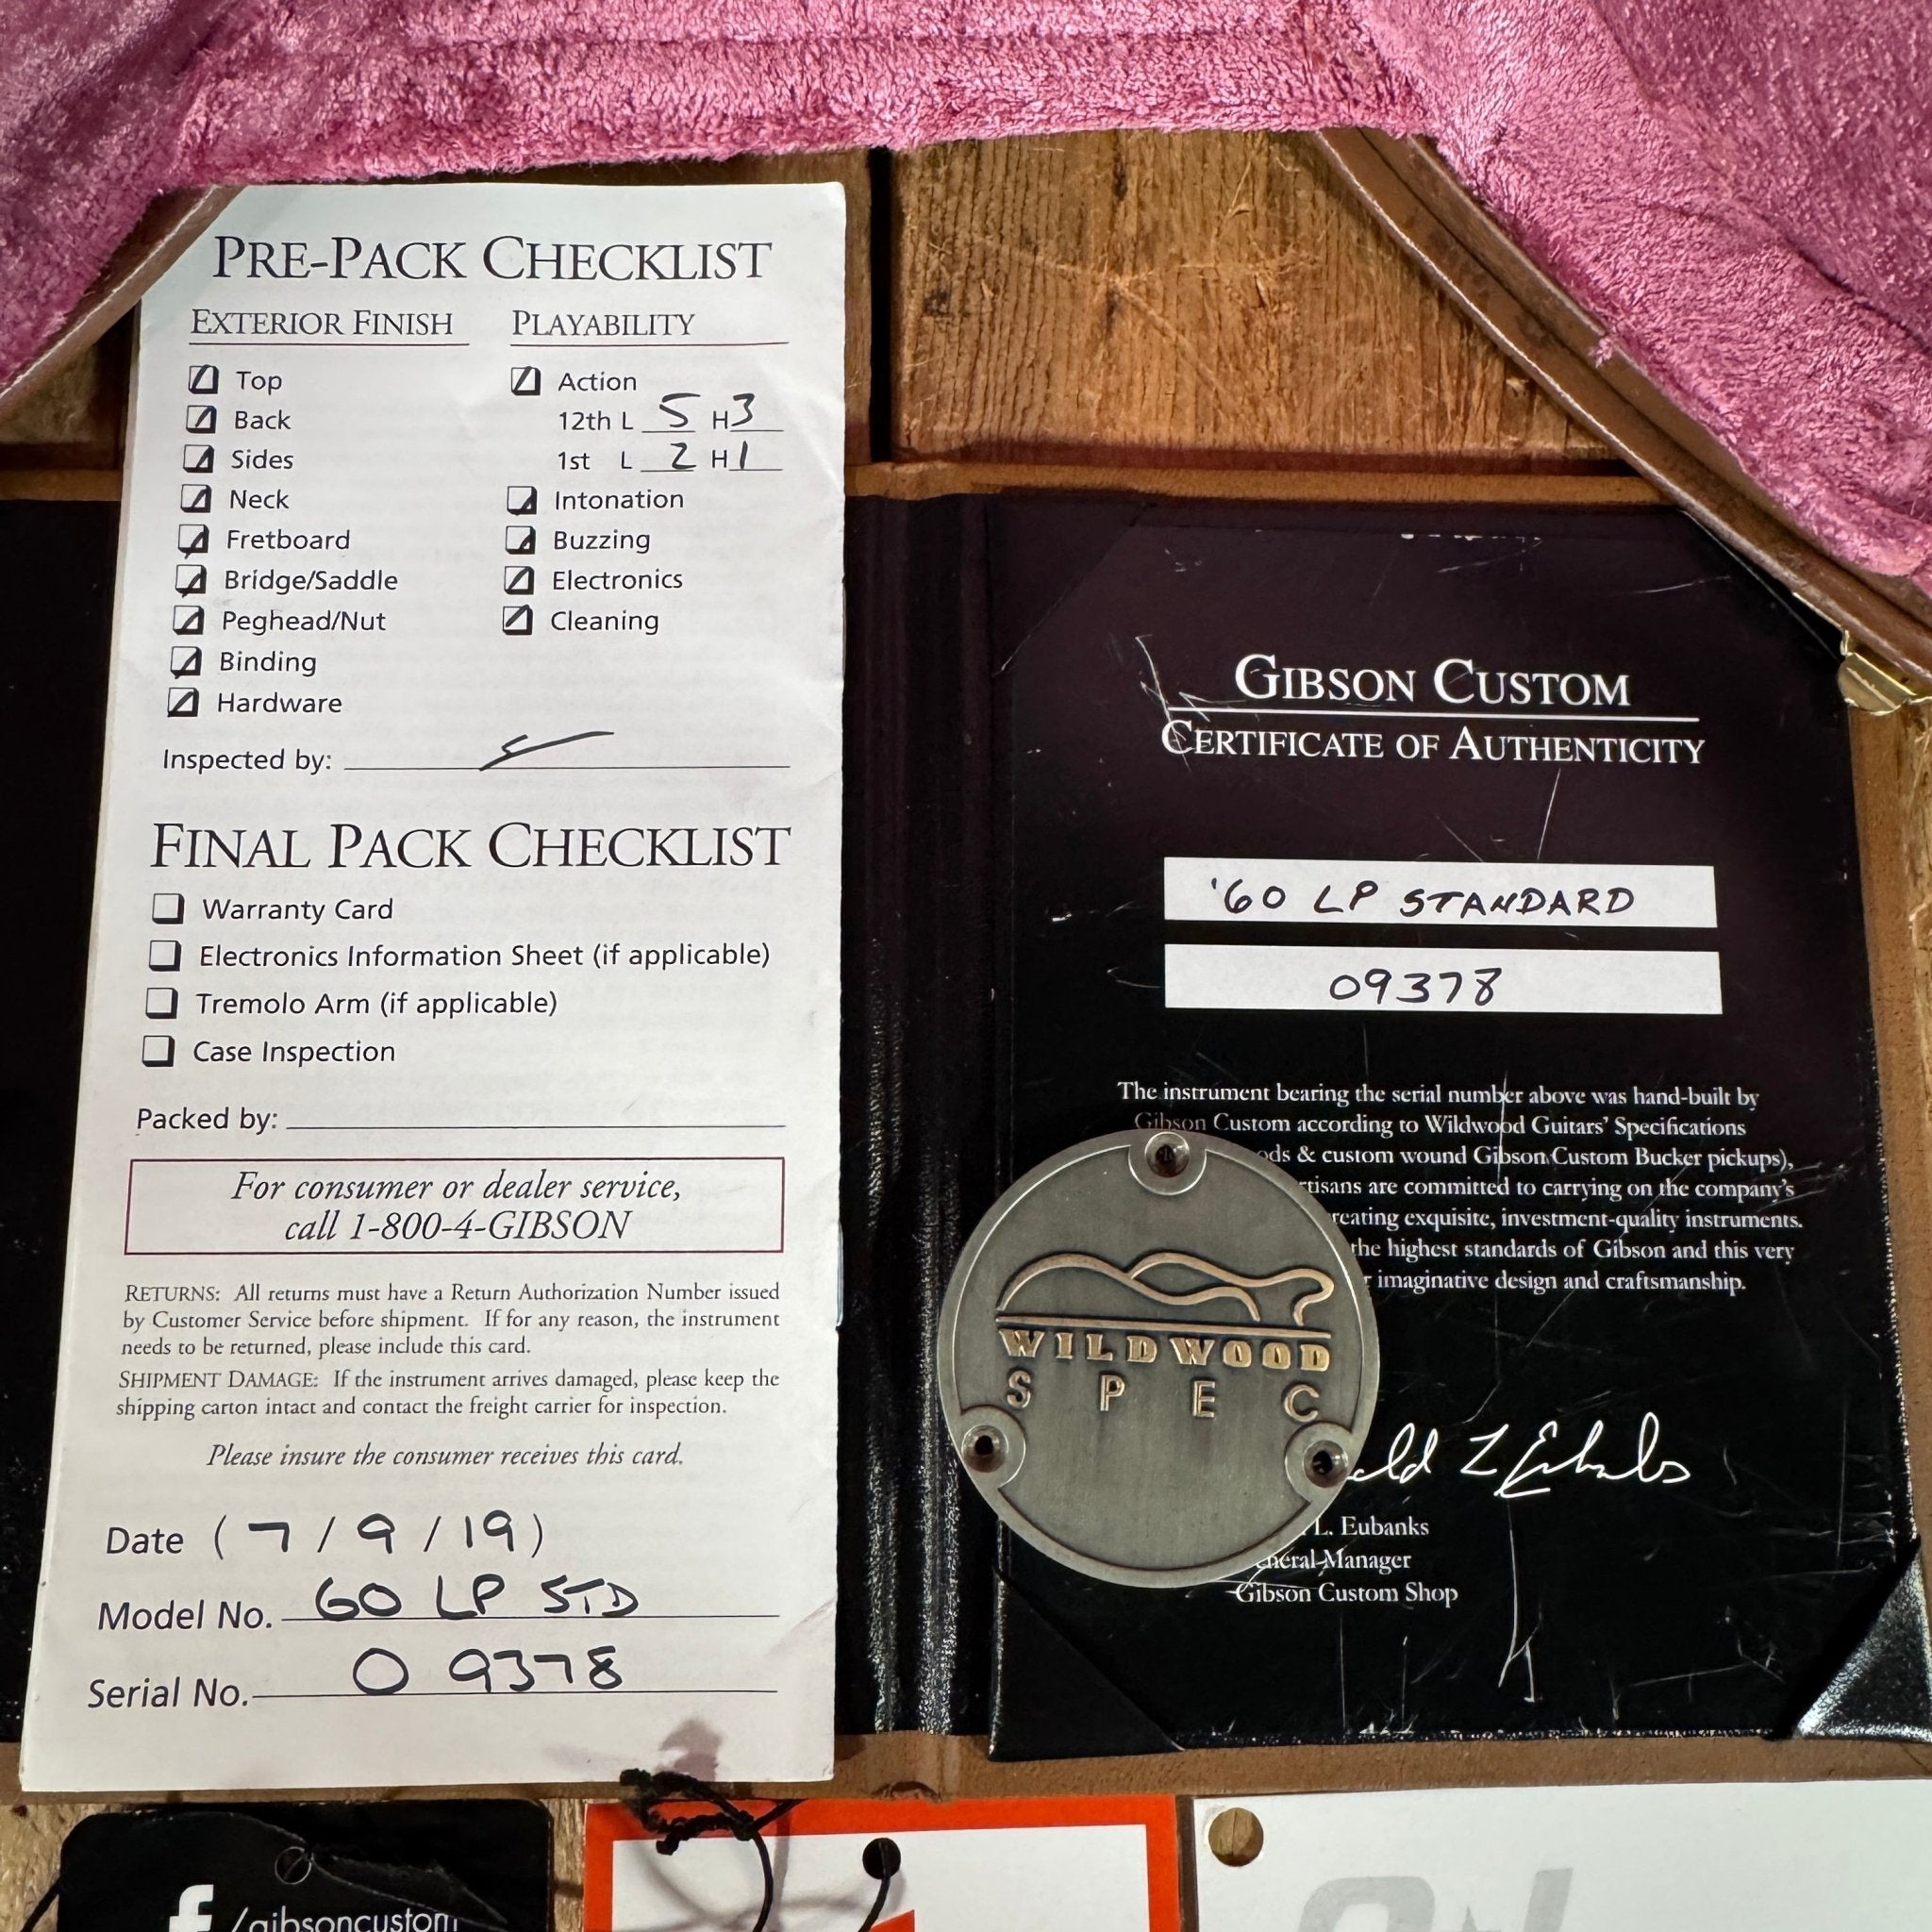 PRE-PACK CHECKLIST
EXTERIOR FINISH
Top
Back
Sides
Neck
Fretboard
Bridge/Saddle
Peghead/Nut
Binding
Hardware
PLAYABILITY
Action
12th L 5 H 3
1st L 2 H 1
Intonation
Buzzing
Electronics
Cleaning
Inspected by:
FINAL PACK CHECKLIST
Warranty Card
Electronics Information Sheet (if applicable)
Tremolo Arm (if applicable)
Case Inspection
Packed by:
For consumer or dealer service,
call 1-800-4-GIBSON
RETURNS: All returns must have a Return Authorization Number issued
by Customer Service before shipment. If for any reason, the instrument
needs to be returned, please include this card.
SHIPMENT DAMAGE: If the instrument arrives damaged, please keep the
shipping carton intact and contact the freight carrier for inspection.
Please insure the consumer receives this card.
Date (7/9/19)
Model No. 60 LP STD
Serial No. 0 9378
GIBSON CUSTOM
CERTIFICATE OF AUTHENTICITY
'60 LP STANDARD
09378
The instrument bearing the serial number above was hand-built by
Gibson Custom according to Wildwood Guitars' Specifications
& custom wound Gibson Custom Bucker pickups),
are committed to carrying on the company's
exquisite, investment-quality instruments.
the highest standards of Gibson and this very
imaginative design and craftsmanship.
L. Eubanks
Manager
Gibson Custom Shop
WILDWOOD
SPEC
f /gibsoncustom